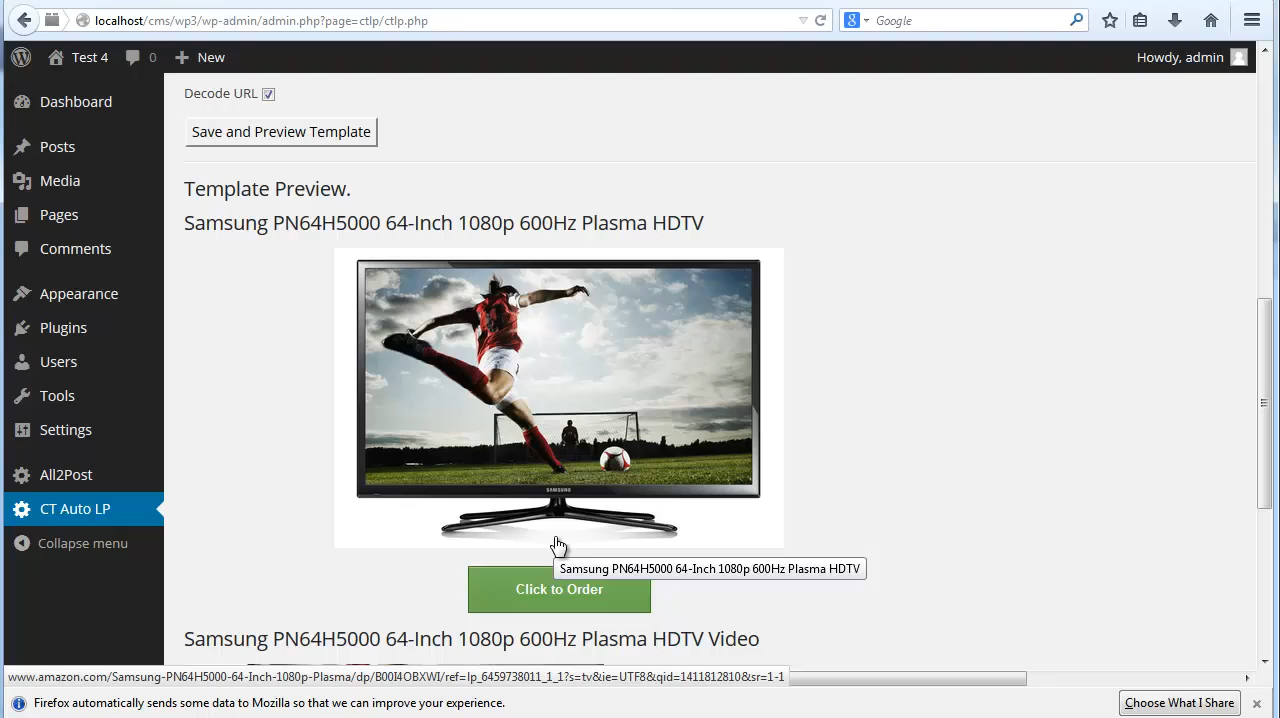 localhost/cms/wp3/wp-admin/admin.php?page=ctlp/ctlp.php
Google
Test 4
0
New
Howdy, admin
Dashboard
Posts
Media
Pages
Comments
Appearance
Plugins
Users
Tools
Settings
All2Post
CT Auto LP
Collapse menu
Decode URL
Save and Preview Template
Template Preview.
Samsung PN64H5000 64-Inch 1080p 600Hz Plasma HDTV
SAMSUNG
Samsung PN64H5000 64-Inch 1080p 600Hz Plasma HDTV
Click to Order
Samsung PN64H5000 64-Inch 1080p 600Hz Plasma HDTV Video
www.amazon.com/Samsung-PN64H5000-64-Inch-1080p-Plasma/dp/B00I4OBXWI/ref=lp_6459738011_1_1?s=tv&ie=UTF8&qid=1411812810&sr=1-1
Firefox automatically sends some data to Mozilla so that we can improve your experience.
Choose What I Share